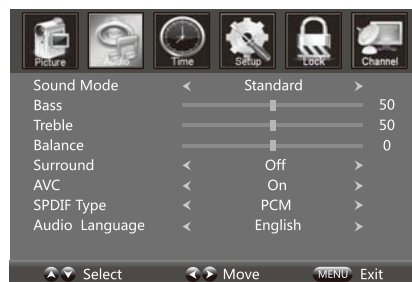 Picture Audio Time Setup Lock Channel
Sound Mode Standard
Bass 50
Treble 50
Balance 0
Surround Off
AVC On
SPDIF Type PCM
Audio Language English
Select Move MENU Exit